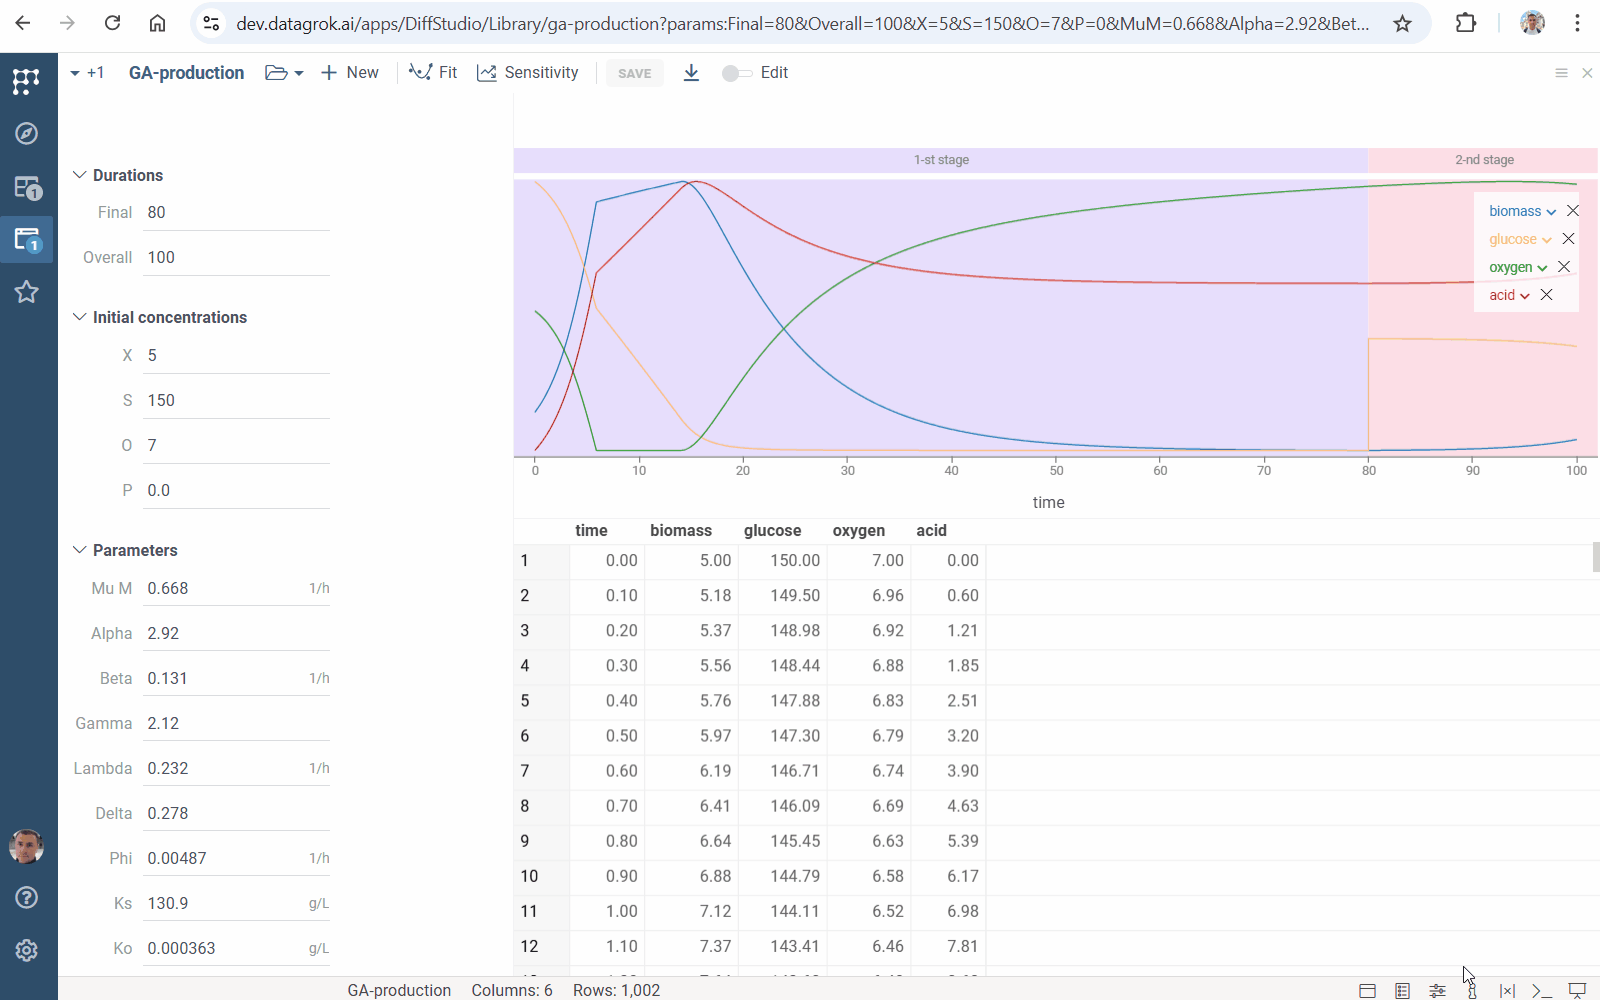 dev.datagrok.ai/apps/DiffStudio/Library/ga-production?params:Final=80&Overall=100&X=5&S=150&O=7&P=0&MuM=0.668&Alpha=2.92&Bet...
+1 GA-production New Fit Sensitivity SAVE Edit
1
1
Durations
Final 80
Overall 100
Initial concentrations
X 5
S 150
O 7
P 0.0
Parameters
Mu M 0.668 1/h
Alpha 2.92
Beta 0.131 1/h
Gamma 2.12
Lambda 0.232 1/h
Delta 0.278
Phi 0.00487 1/h
Ks 130.9 g/L
Ko 0.000363 g/L
1-st stage 2-nd stage
biomass
glucose
oxygen
acid
0 10 20 30 40 50 60 70 80 90 100
time
time biomass glucose oxygen acid
1 0.00 5.00 150.00 7.00 0.00
2 0.10 5.18 149.50 6.96 0.60
3 0.20 5.37 148.98 6.92 1.21
4 0.30 5.56 148.44 6.88 1.85
5 0.40 5.76 147.88 6.83 2.51
6 0.50 5.97 147.30 6.79 3.20
7 0.60 6.19 146.71 6.74 3.90
8 0.70 6.41 146.09 6.69 4.63
9 0.80 6.64 145.45 6.63 5.39
10 0.90 6.88 144.79 6.58 6.17
11 1.00 7.12 144.11 6.52 6.98
12 1.10 7.37 143.41 6.46 7.81
GA-production Columns: 6 Rows: 1,002